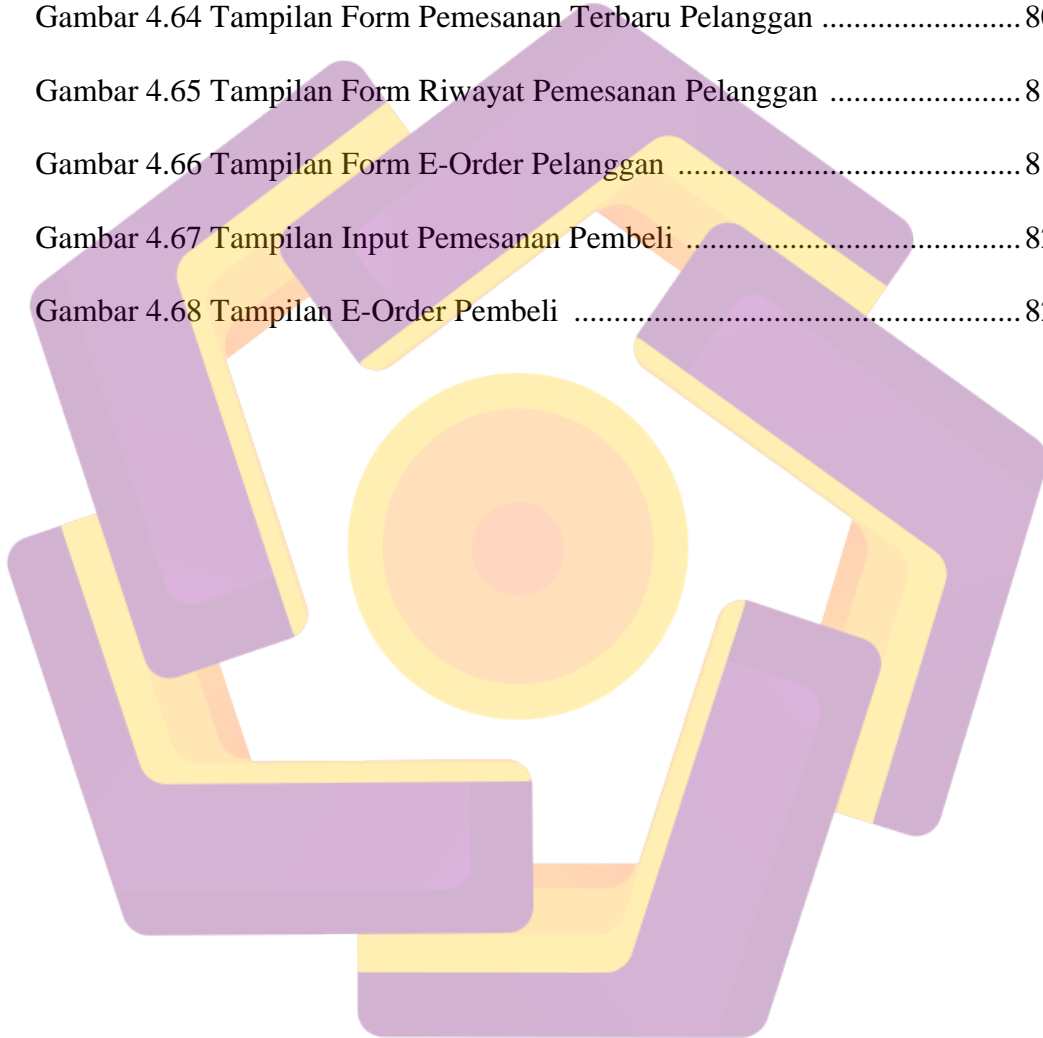 Gambar 4.64 Tampilan Form Pemesanan Terbaru Pelanggan ................... 8
Gambar 4.65 Tampilan Form Riwayat Pemesanan Pelanggan ...................... 8
Gambar 4.66 Tampilan Form E-Order Pelanggan ....................................... 8
Gambar 4.67 Tampilan Input Pemesanan Pembeli ...................................... 8
Gambar 4.68 Tampilan E-Order Pembeli ................................................... 8